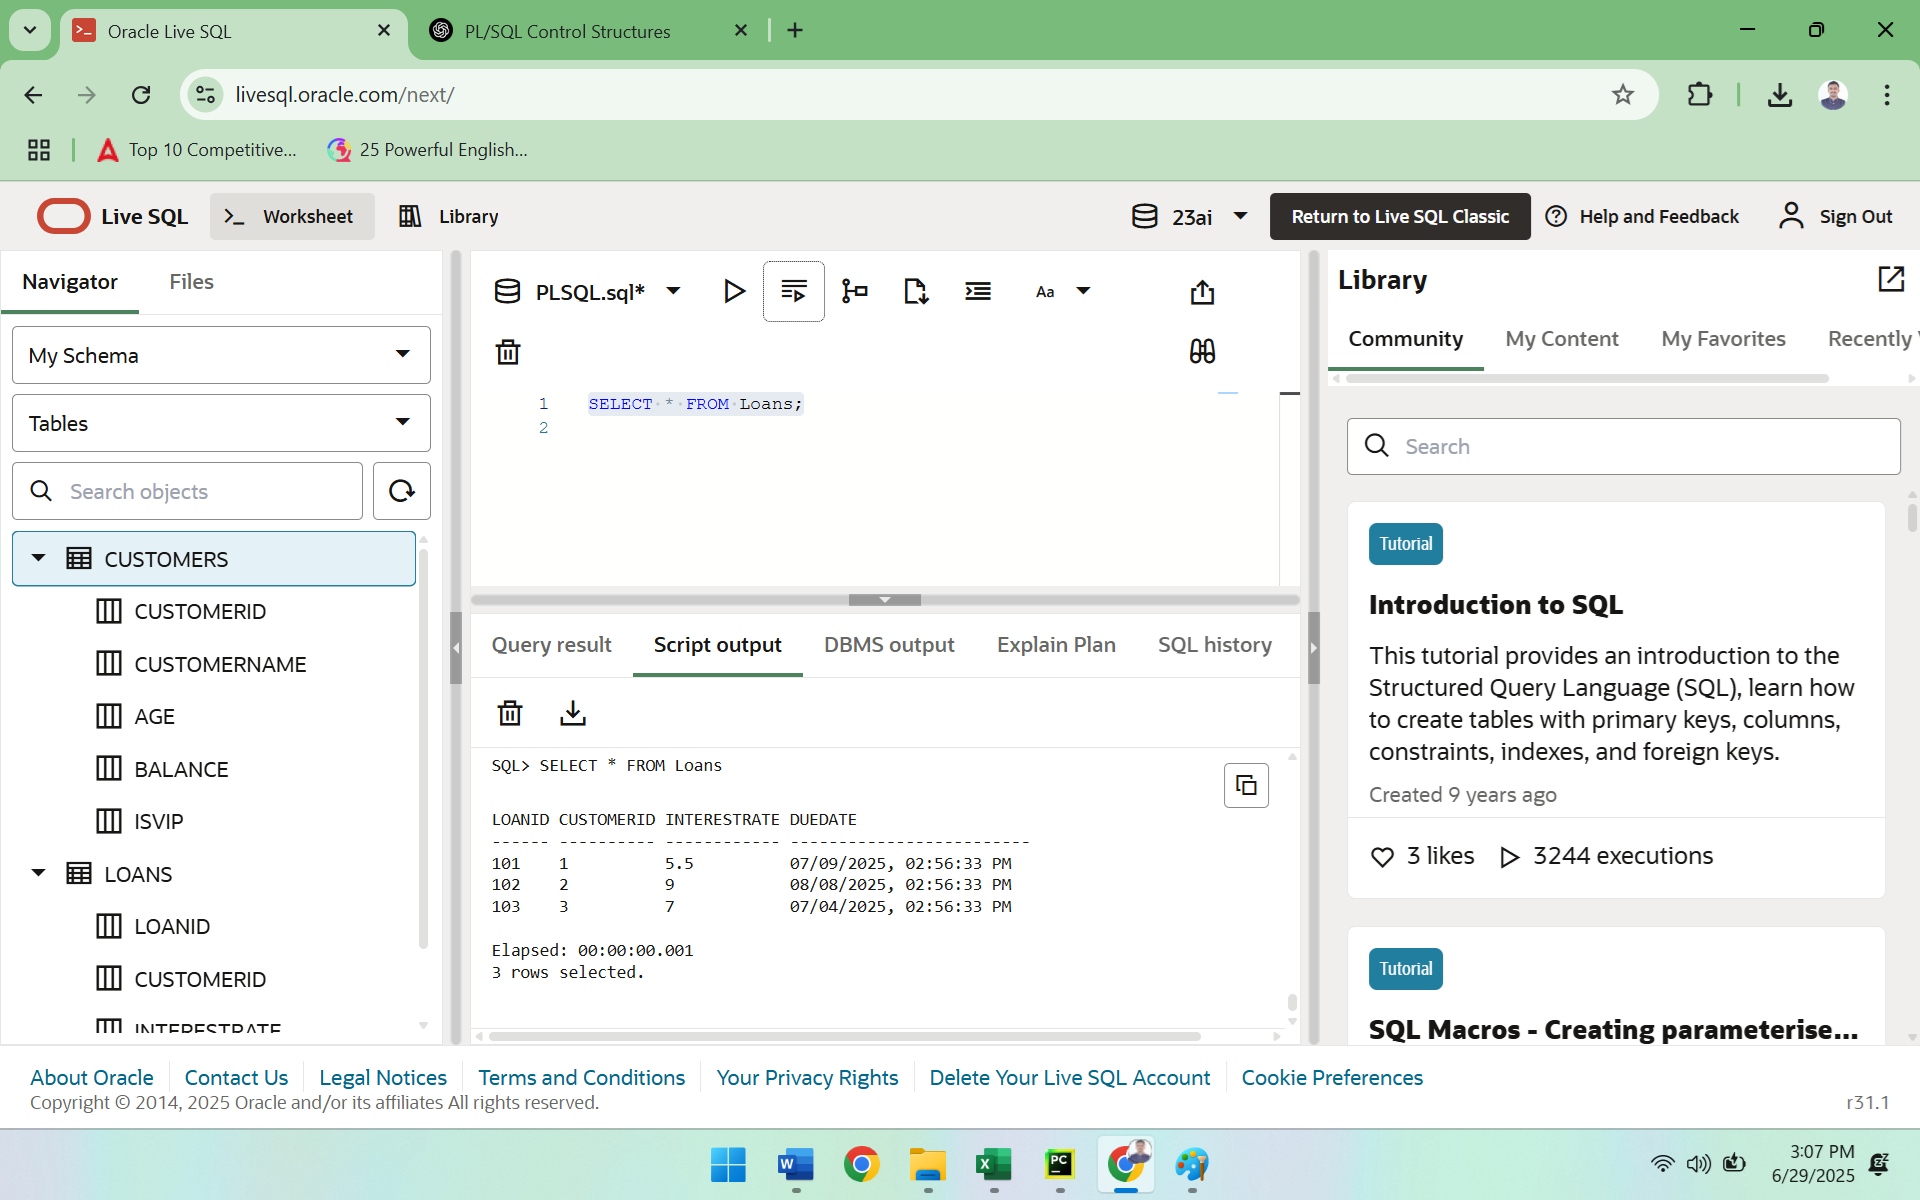 Oracle Live SQL
PL/SQL Control Structures
livesql.oracle.com/next/
Top 10 Competitive...
25 Powerful English...
Live SQL
Worksheet
Library
23ai
Return to Live SQL Classic
Help and Feedback
Sign Out
Navigator
Files
My Schema
Tables
Search objects
CUSTOMERS
CUSTOMERID
CUSTOMERNAME
AGE
BALANCE
ISVIP
LOANS
LOANID
CUSTOMERID
INTERESTRATE
PLSQL.sql*
Aa
1 SELECT * FROM Loans;
2
Query result
Script output
DBMS output
Explain Plan
SQL history
SQL> SELECT * FROM Loans
LOANID CUSTOMERID INTERESTRATE DUEDATE
------ ---------- ------------ -------------------------
101 1 5.5 07/09/2025, 02:56:33 PM
102 2 9 08/08/2025, 02:56:33 PM
103 3 7 07/04/2025, 02:56:33 PM
Elapsed: 00:00:00.001
3 rows selected.
Library
Community
My Content
My Favorites
Recently
Search
Tutorial
Introduction to SQL
This tutorial provides an introduction to the
Structured Query Language (SQL), learn how
to create tables with primary keys, columns,
constraints, indexes, and foreign keys.
Created 9 years ago
3 likes
3244 executions
Tutorial
SQL Macros - Creating parameterise...
About Oracle
Contact Us
Legal Notices
Terms and Conditions
Your Privacy Rights
Delete Your Live SQL Account
Cookie Preferences
Copyright © 2014, 2025 Oracle and/or its affiliates All rights reserved.
r31.1
W
X
PC
3:07 PM
6/29/2025